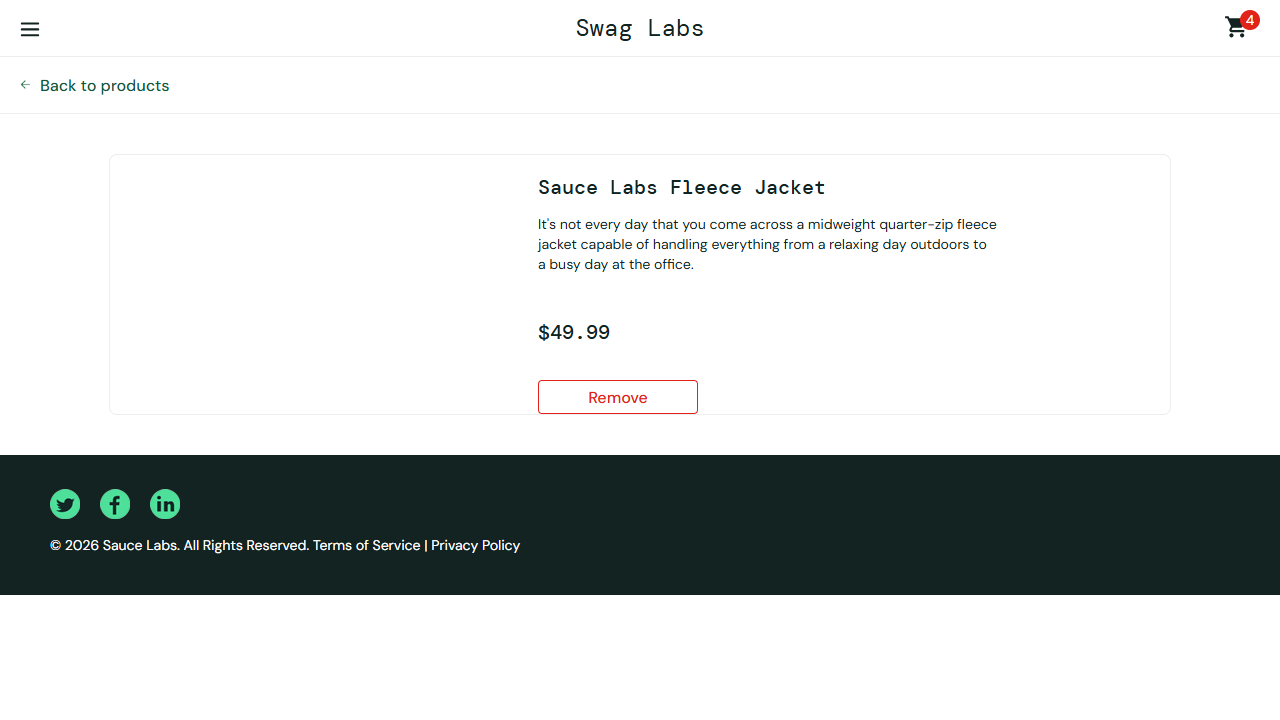 Swag Labs
4
Back to products
Sauce Labs Fleece Jacket
It's not every day that you come across a midweight quarter-zip fleece
jacket capable of handling everything from a relaxing day outdoors to
a busy day at the office.
$49.99
Remove
© 2026 Sauce Labs. All Rights Reserved. Terms of Service | Privacy Policy